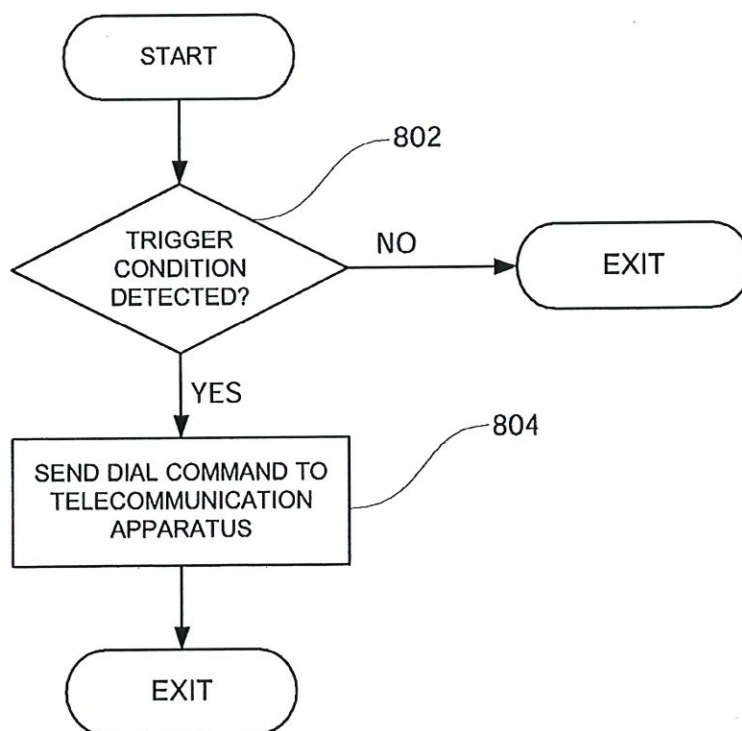 START
802
TRIGGER
CONDITION
DETECTED?
NO
EXIT
YES
804
SEND DIAL COMMAND TO
TELECOMMUNICATION
APPARATUS
EXIT